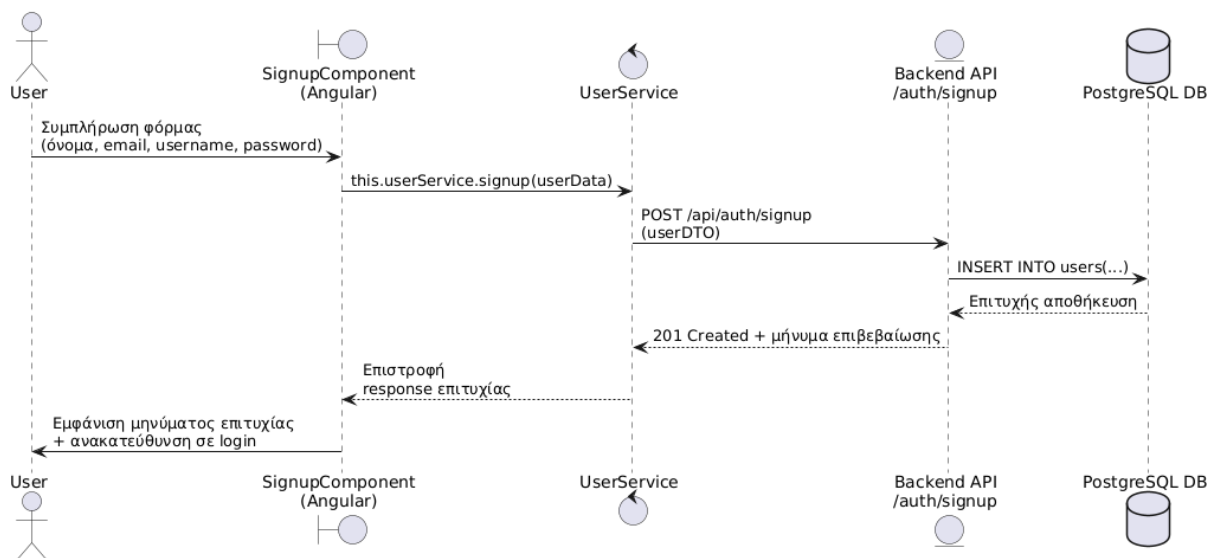 User
SignupComponent
(Angular)
UserService
Backend API
/auth/signup
PostgreSQL DB
Συμπλήρωση φόρμας
(όνομα, email, username, password)
this.userService.signup(userData)
POST /api/auth/signup
(userDTO)
INSERT INTO users(...)
Επιτυχής αποθήκευση
201 Created + μήνυμα επιβεβαίωσης
Επιστροφή
response επιτυχίας
Εμφάνιση μηνύματος επιτυχίας
+ ανακατεύθυνση σε login
User
SignupComponent
(Angular)
UserService
Backend API
/auth/signup
PostgreSQL DB